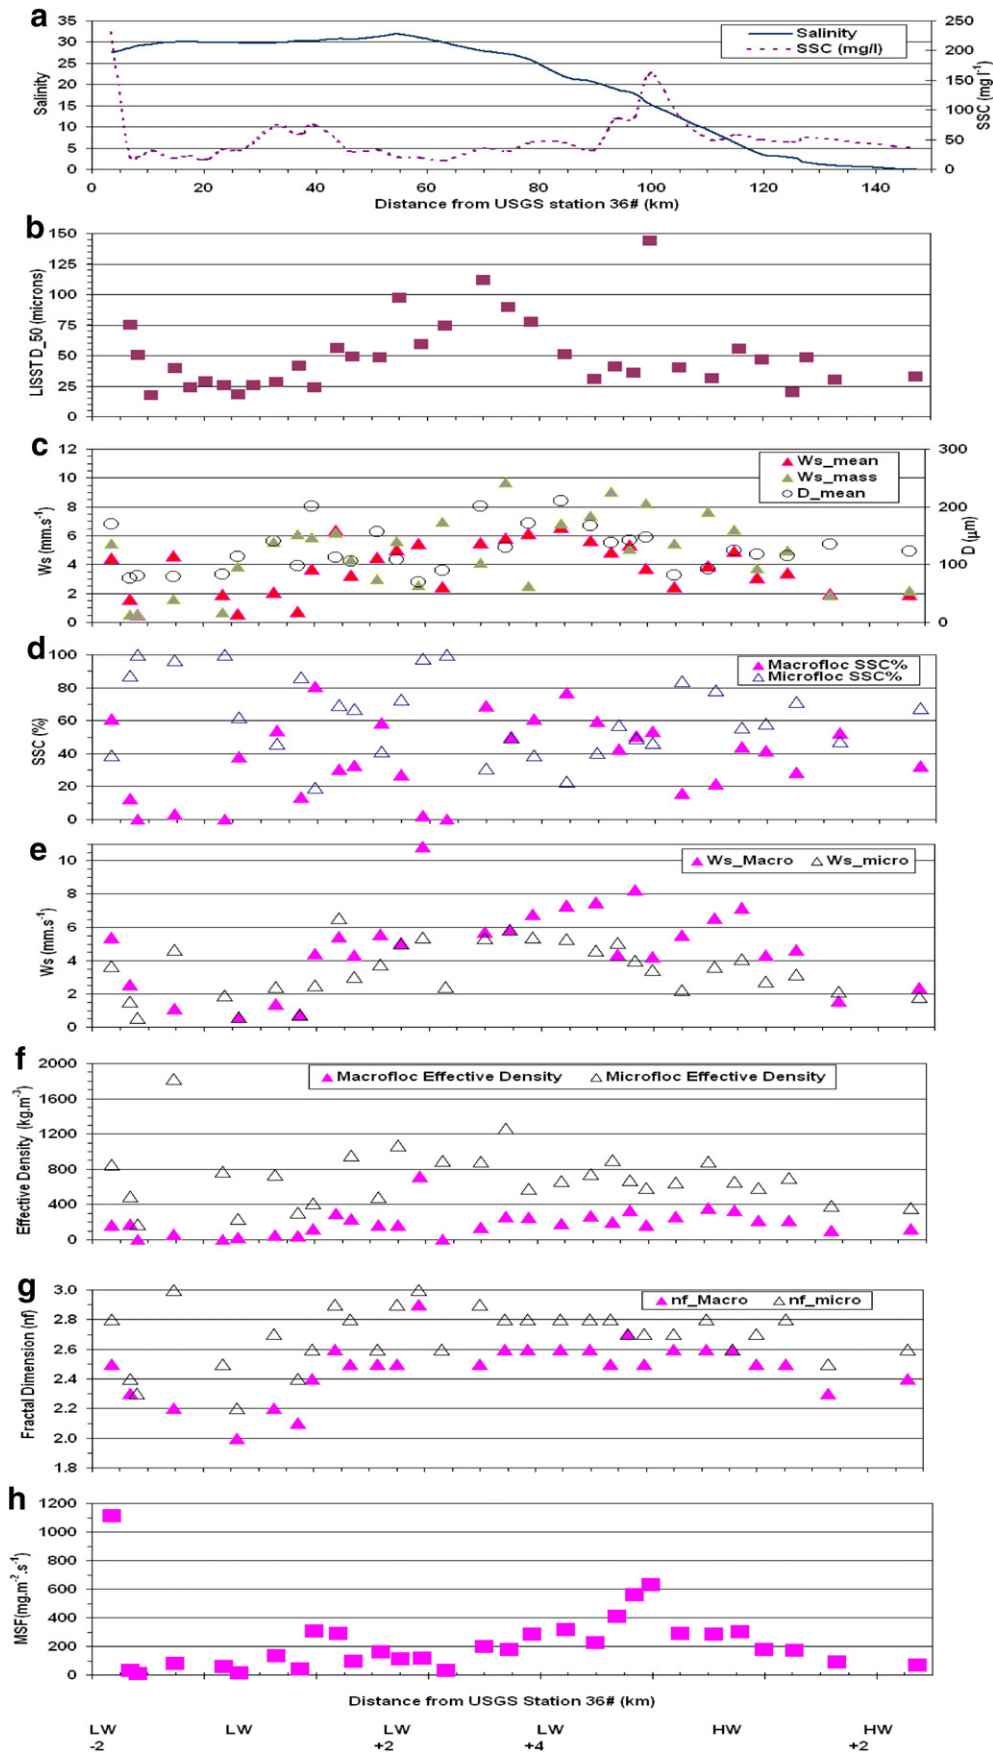 a
35
30
25
20
15
10
5
0
Salinity
Salinity
SSC (mg/l)
250
200
150
100
50
0
SSC (mg l-1)
0 20 40 60 80 100 120 140
Distance from USGS station 36# (km)
b
150
125
100
75
50
25
0
LISST D_50 (microns)
c
12
10
8
6
4
2
0
Ws (mm.s-1)
Ws_mean
Ws_mass
D_mean
300
200
100
0
D (μm)
d
100
80
60
40
20
0
SSC (%)
Macrofloc SSC%
Microfloc SSC%
e
10
8
6
4
2
0
Ws (mm.s-1)
Ws_Macro Ws_micro
f
2000
1600
1200
800
400
0
Effective Density (kg.m-3)
Macrofloc Effective Density Microfloc Effective Density
g
3.0
2.8
2.6
2.4
2.2
2.0
1.8
Fractal Dimension (nf)
nf_Macro nf_micro
h
1200
1000
800
600
400
200
0
MSF(mg.m-2.s-1)
Distance from USGS Station 36# (km)
LW LW LW LW HW HW
-2 +2 +4 +2